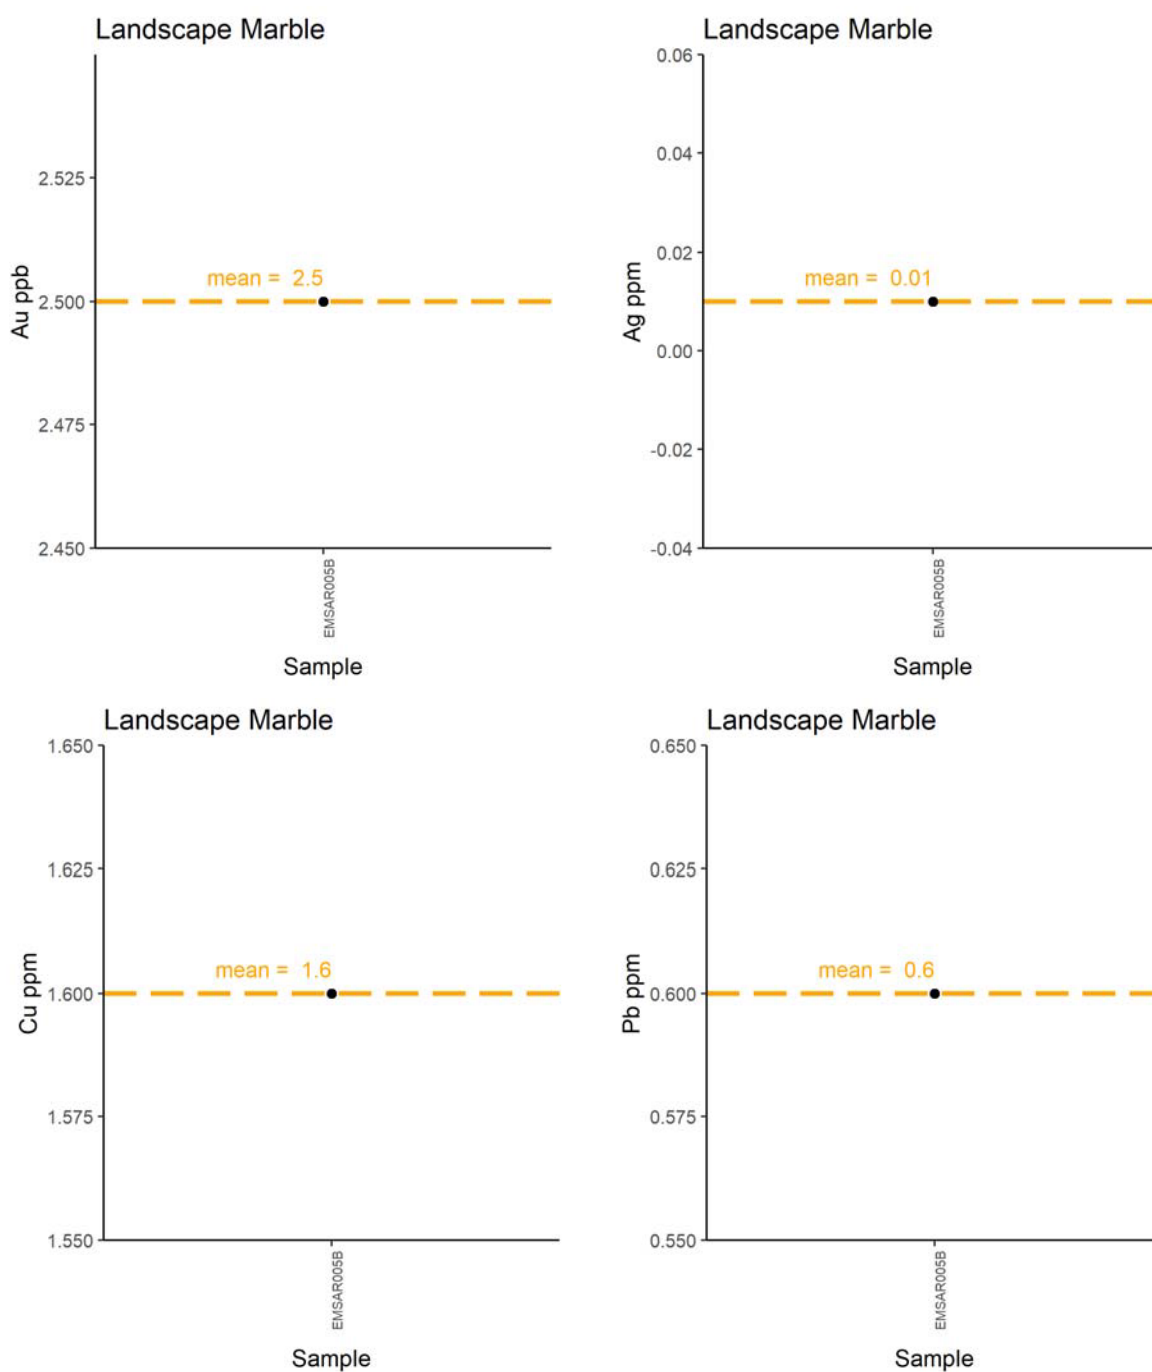 Landscape Marble
Au ppb
2.525
2.500
2.475
2.450
mean = 2.5
EMSAR005B
Sample
Landscape Marble
Ag ppm
0.06
0.04
0.02
0.00
-0.02
-0.04
mean = 0.01
EMSAR005B
Sample
Landscape Marble
Cu ppm
1.650
1.625
1.600
1.575
1.550
mean = 1.6
EMSAR005B
Sample
Landscape Marble
Pb ppm
0.650
0.625
0.600
0.575
0.550
mean = 0.6
EMSAR005B
Sample